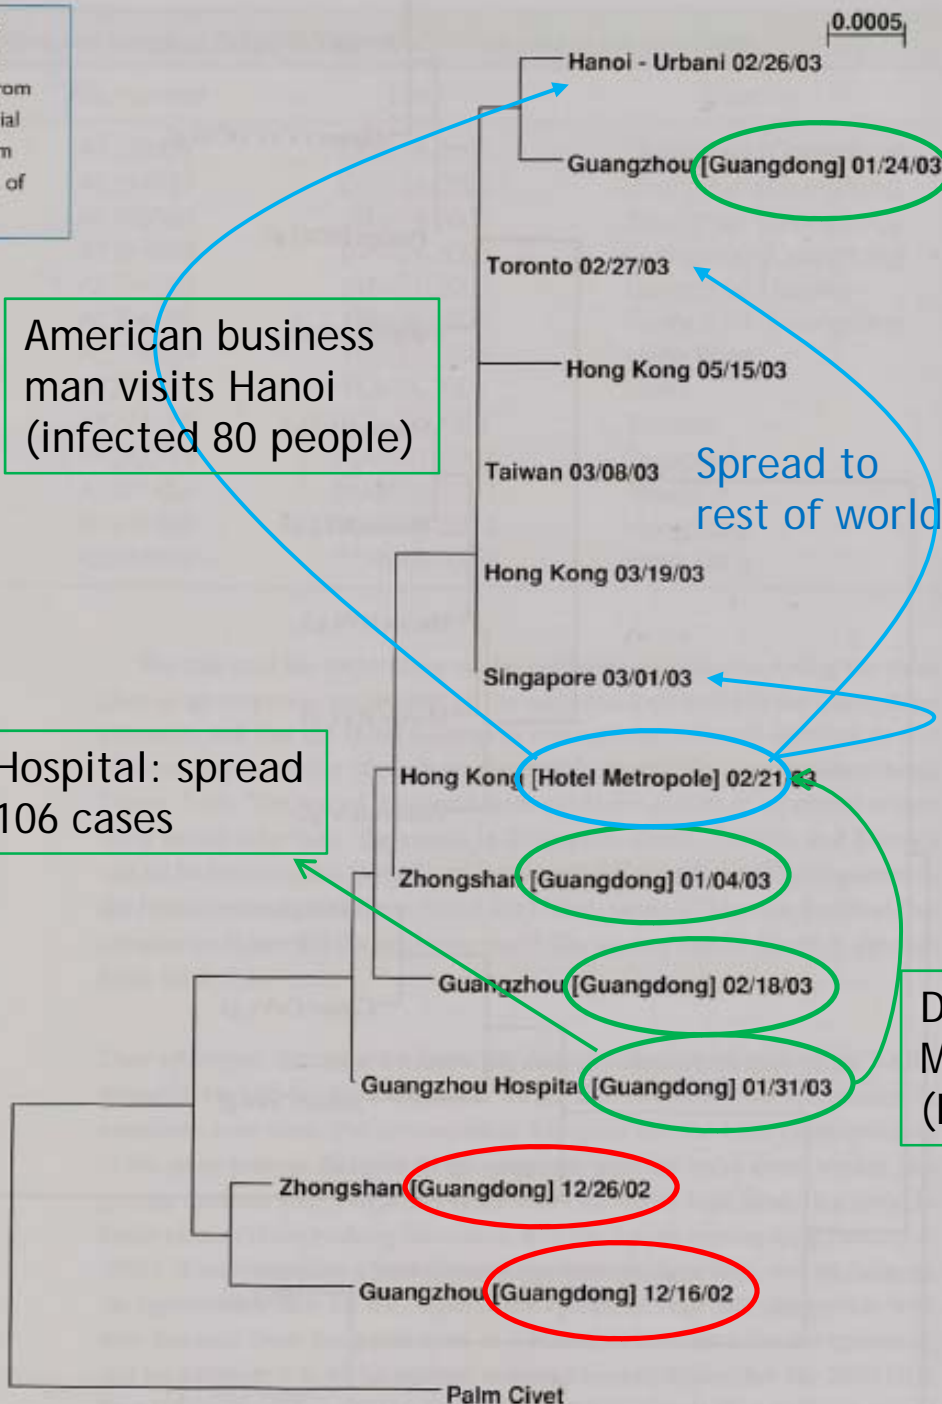 rom
ial
m
of
0.0005
Hanoi - Urbani 02/26/03
Guangzhou [Guangdong] 01/24/03
Toronto 02/27/03
American business
man visits Hanoi
(infected 80 people)
Hong Kong 05/15/03
Spread to
rest of world
Taiwan 03/08/03
Hong Kong 03/19/03
Singapore 03/01/03
Hospital: spread
106 cases
Hong Kong [Hotel Metropole] 02/21/03
Zhongshan [Guangdong] 01/04/03
Guangzhou [Guangdong] 02/18/03
D
M
(
Guangzhou Hospital [Guangdong] 01/31/03
Zhongshan [Guangdong] 12/26/02
Guangzhou [Guangdong] 12/16/02
Palm Civet